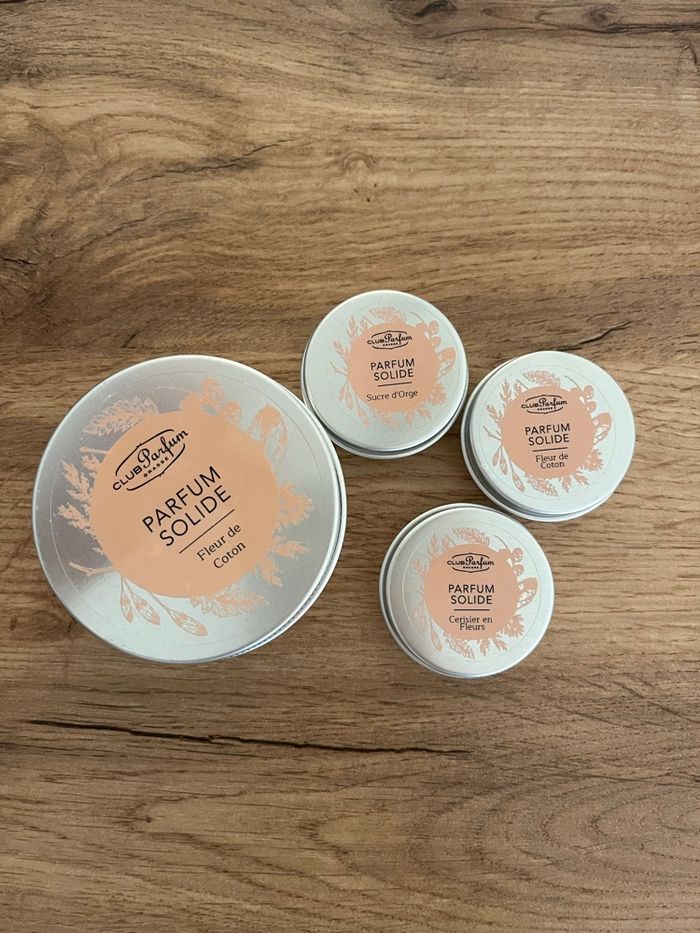 CLUB Parfum
GRASSE
PARFUM
SOLIDE
Fleur de
Coton
CLUB Parfum
GRASSE
PARFUM
SOLIDE
Sucre d'Orge
CLUB Parfum
GRASSE
PARFUM
SOLIDE
Fleur de
Coton
CLUB Parfum
GRASSE
PARFUM
SOLIDE
Cerisier en
Fleurs